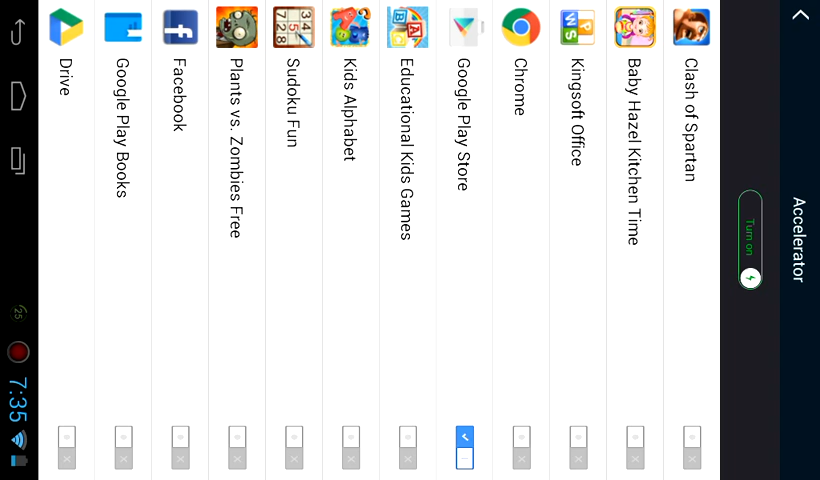 Accelerator
Turn on
Clash of Spartan
Baby Hazel Kitchen Time
Kingsoft Office
Chrome
Google Play Store
Educational Kids Games
Kids Alphabet
Sudoku Fun
Plants vs. Zombies Free
Facebook
Google Play Books
Drive
25
7:35